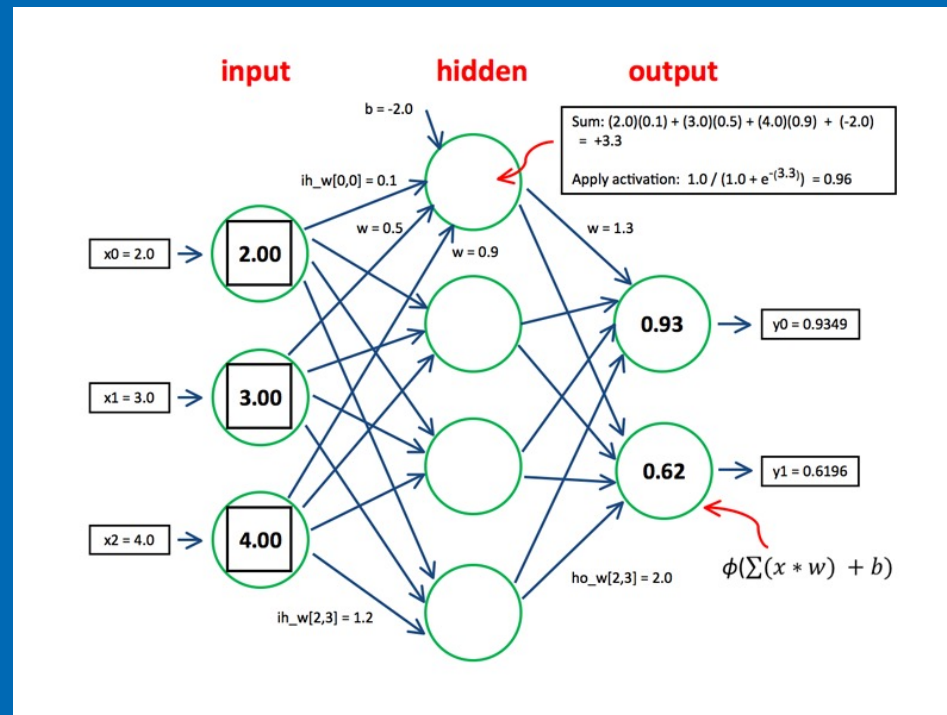 input
hidden
output
b = -2.0
Sum: (2.0)(0.1) + (3.0)(0.5) + (4.0)(0.9) + (-2.0)
= +3.3
Apply activation: 1.0 / (1.0 + e-(3.3)) = 0.96
ih_w[0,0] = 0.1
w = 0.5
w = 0.9
w = 1.3
x0 = 2.0
2.00
0.93
y0 = 0.9349
x1 = 3.0
3.00
0.62
y1 = 0.6196
x2 = 4.0
4.00
ϕ(∑(x ∗ w) + b)
ho_w[2,3] = 2.0
ih_w[2,3] = 1.2